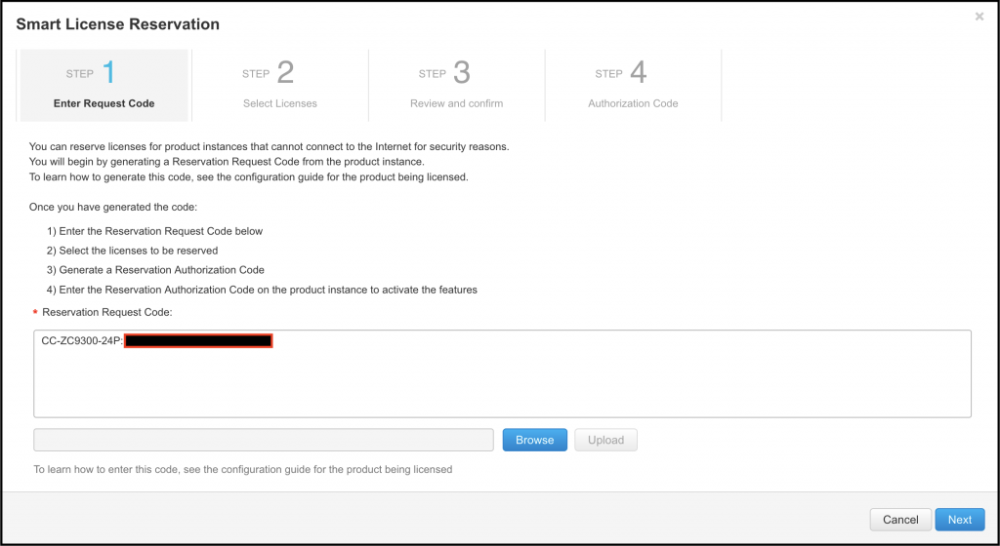 Smart License Reservation
×
STEP 1
Enter Request Code
STEP 2
Select Licenses
STEP 3
Review and confirm
STEP 4
Authorization Code
You can reserve licenses for product instances that cannot connect to the Internet for security reasons.
You will begin by generating a Reservation Request Code from the product instance.
To learn how to generate this code, see the configuration guide for the product being licensed.
Once you have generated the code:
1) Enter the Reservation Request Code below
2) Select the licenses to be reserved
3) Generate a Reservation Authorization Code
4) Enter the Reservation Authorization Code on the product instance to activate the features
* Reservation Request Code:
CC-ZC9300-24P:
Browse
Upload
To learn how to enter this code, see the configuration guide for the product being licensed
Cancel
Next